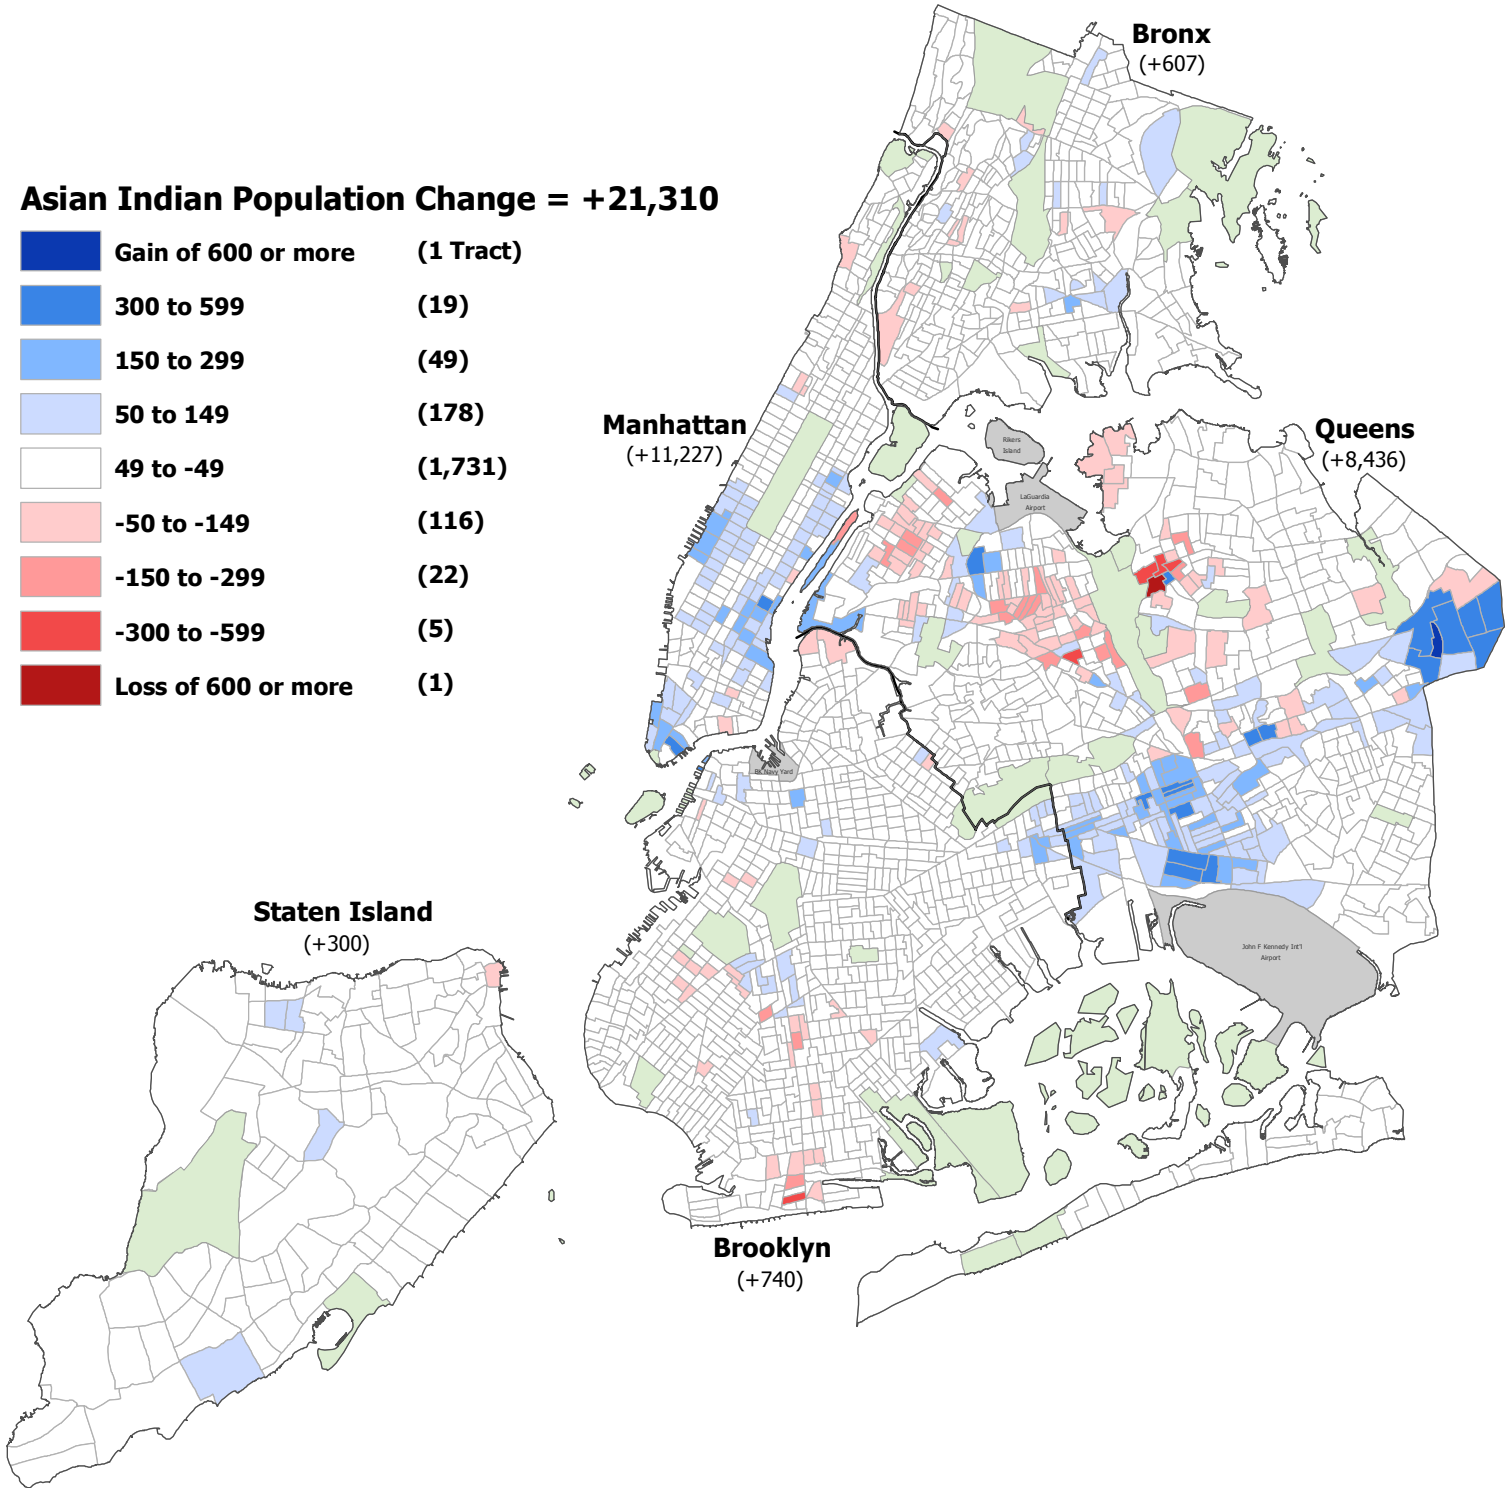 Bronx
(+607)
Asian Indian Population Change = +21,310
Gain of 600 or more (1 Tract)
300 to 599 (19)
150 to 299 (49)
50 to 149 (178)
49 to -49 (1,731)
-50 to -149 (116)
-150 to -299 (22)
-300 to -599 (5)
Loss of 600 or more (1)
Manhattan
(+11,227)
Queens
(+8,436)
Rikers
Island
LaGuardia
Airport
BK Navy Yard
Staten Island
(+300)
John F Kennedy Int'l
Airport
Brooklyn
(+740)